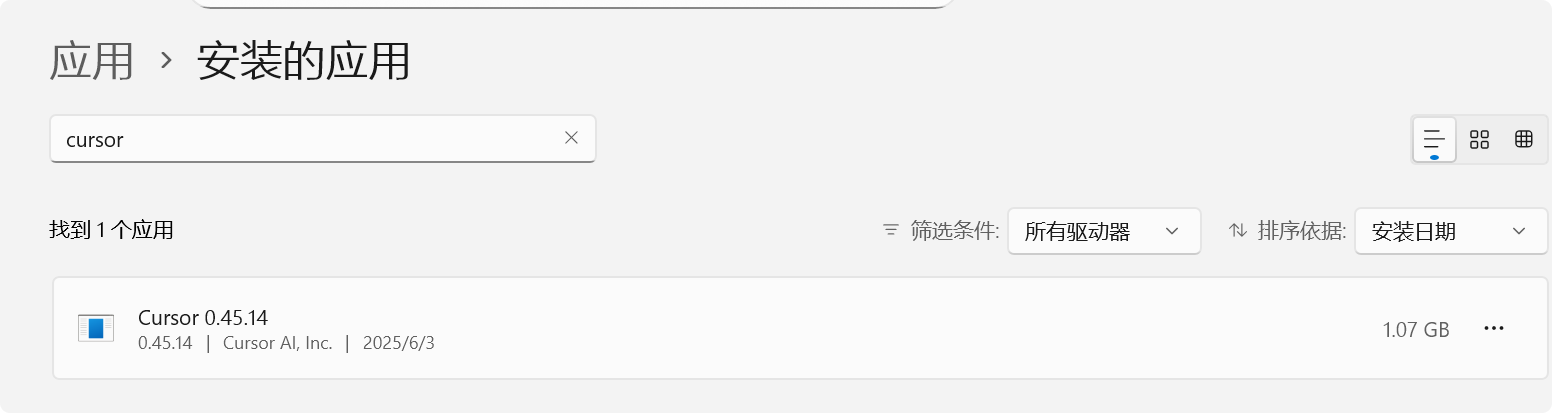 应用 > 安装的应用
cursor
找到 1 个应用 筛选条件: 所有驱动器 排序依据: 安装日期
Cursor 0.45.14
0.45.14 | Cursor AI, Inc. | 2025/6/3
1.07 GB